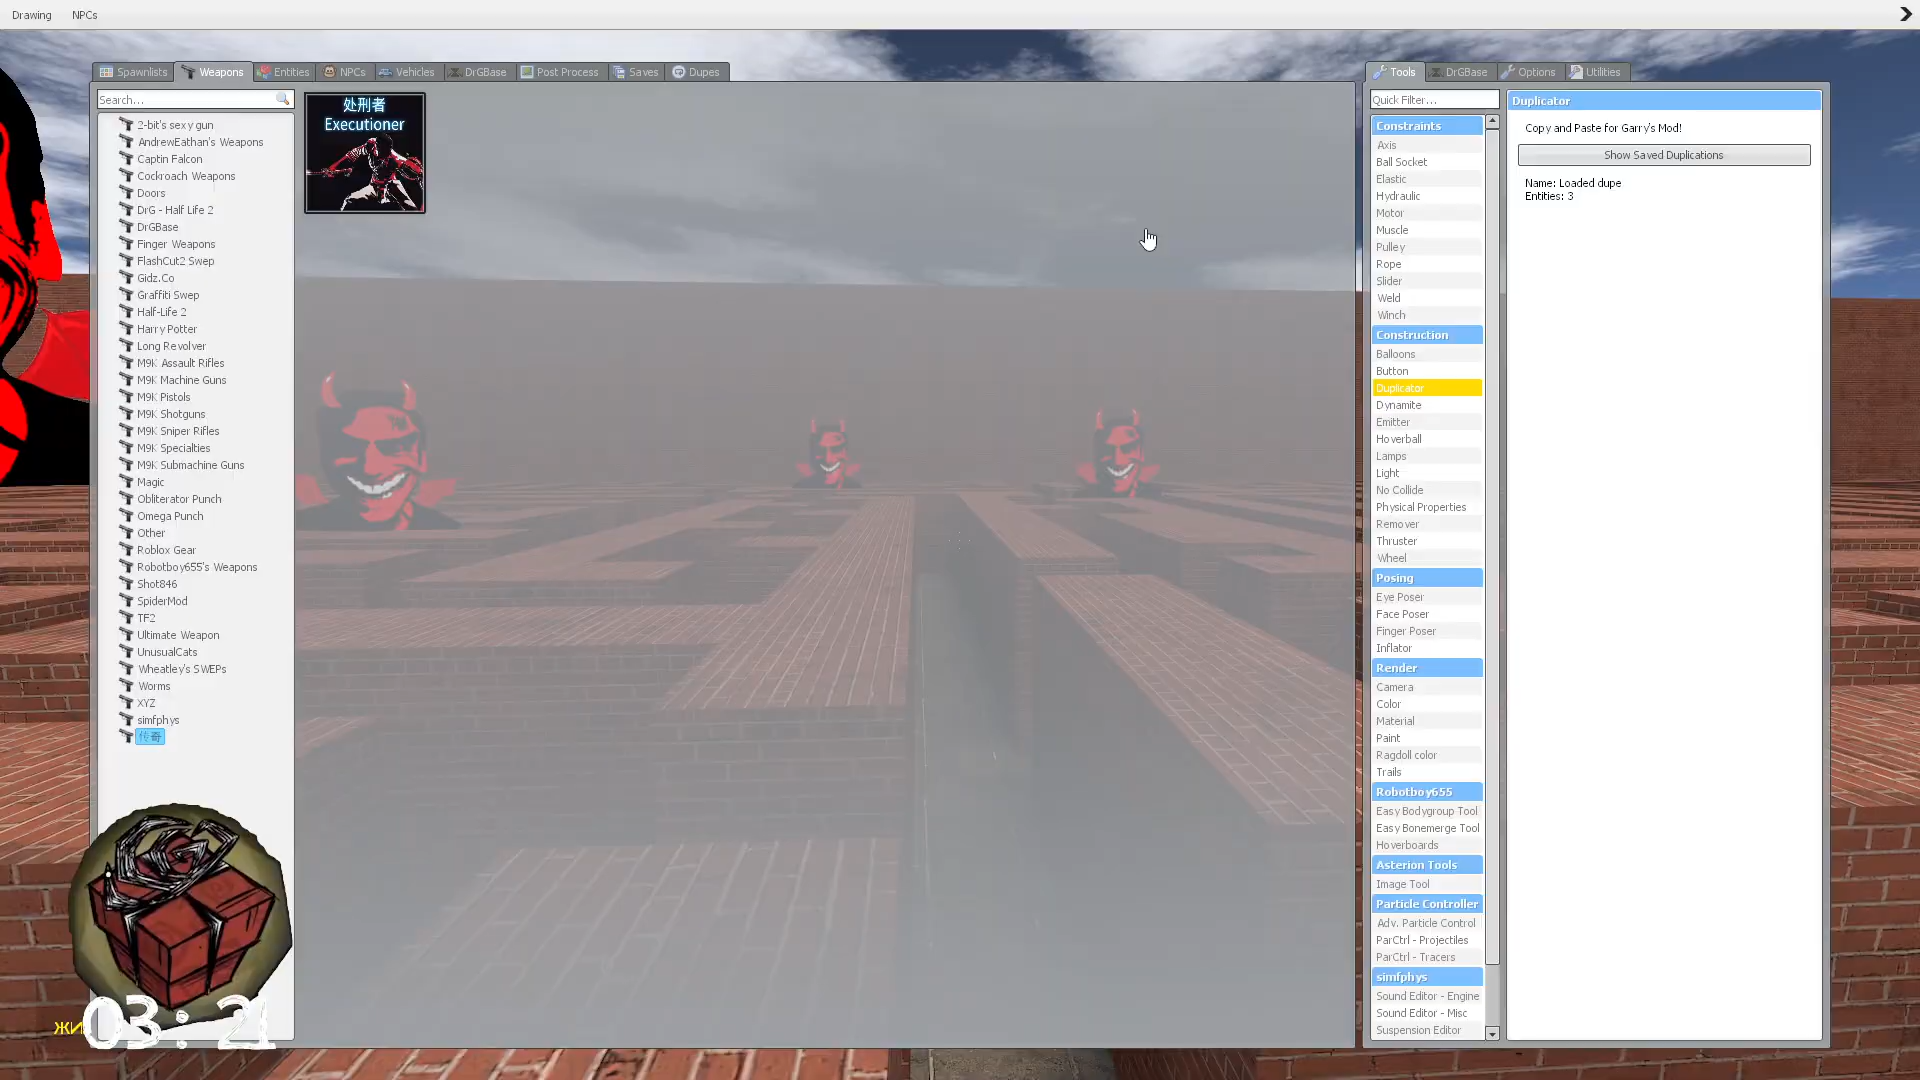 Drawing NPCs
Spawnlists Weapons Entities NPCs Vehicles DrGBase Post Process Saves Dupes
Search...
2-bit's sexy gun
AndrewEathan's Weapons
Captin Falcon
Cockroach Weapons
Doors
DrG - Half Life 2
DrGBase
Finger Weapons
FlashCut2 Swep
Gidz.Co
Graffiti Swep
Half-Life 2
Harry Potter
Long Revolver
M9K Assault Rifles
M9K Machine Guns
M9K Pistols
M9K Shotguns
M9K Sniper Rifles
M9K Specialties
M9K Submachine Guns
Magic
Obliterator Punch
Omega Punch
Other
Roblox Gear
Robotboy655's Weapons
Shot846
SpiderMod
TF2
Ultimate Weapon
UnusualCats
Wheatley's SWEPs
Worms
XYZ
simfphys
传奇
处刑者
Executioner
ЖИ
03:21
Tools DrGBase Options Utilities
Quick Filter...
Constraints
Axis
Ball Socket
Elastic
Hydraulic
Motor
Muscle
Pulley
Rope
Slider
Weld
Winch
Construction
Balloons
Button
Duplicator
Dynamite
Emitter
Hoverball
Lamps
Light
No Collide
Physical Properties
Remover
Thruster
Wheel
Posing
Eye Poser
Face Poser
Finger Poser
Inflator
Render
Camera
Color
Material
Paint
Ragdoll color
Trails
Robotboy655
Easy Bodygroup Tool
Easy Bonemerge Tool
Hoverboards
Asterion Tools
Image Tool
Particle Controller
Adv. Particle Control
ParCtrl - Projectiles
ParCtrl - Tracers
simfphys
Sound Editor - Engine
Sound Editor - Misc
Suspension Editor
Duplicator
Copy and Paste for Garry's Mod!
Show Saved Duplications
Name: Loaded dupe
Entities: 3